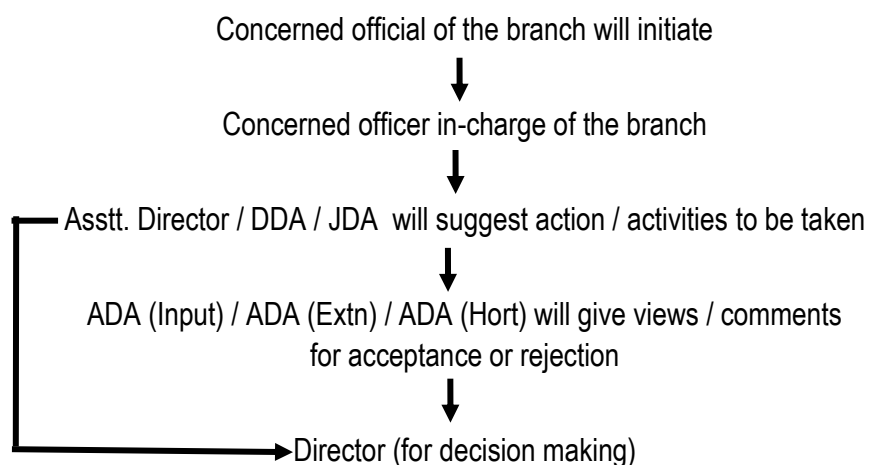 Concerned official of the branch will initiate
Concerned officer in-charge of the branch
Asstt. Director / DDA / JDA will suggest action / activities to be taken
ADA (Input) / ADA (Extn) / ADA (Hort) will give views / comments
for acceptance or rejection
Director (for decision making)